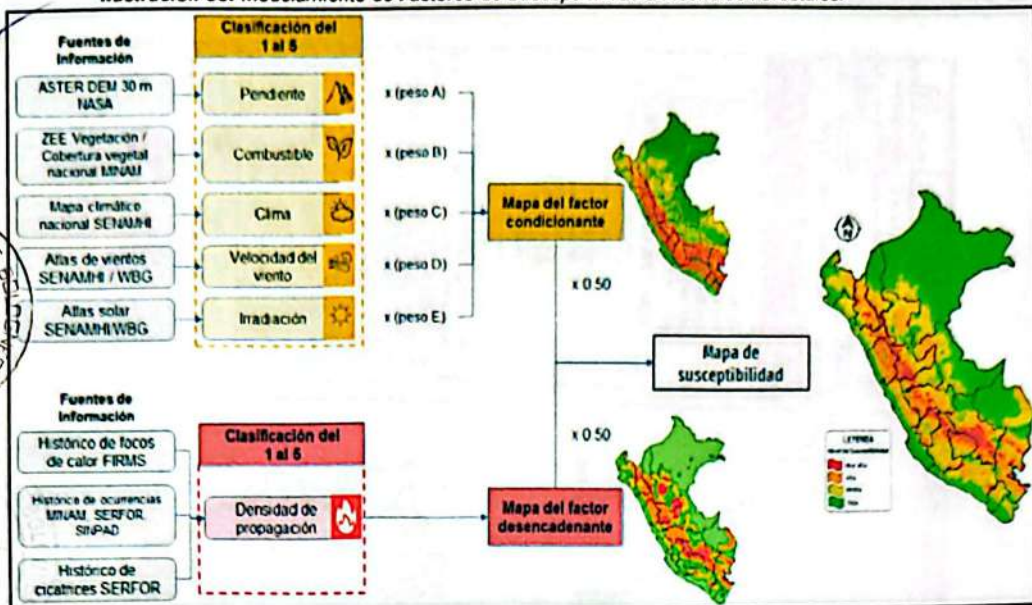 Fuentes de
Información
Clasificación del
1 al 5
ASTER DEM 30 m
NASA
Pendiente
x (peso A)
ZEE Vegetación /
Cobertura vegetal
nacional MINAM
Combustible
x (peso B)
Mapa climático
nacional SENAMHI
Clima
x (peso C)
Atlas de vientos
SENAMHI / WBG
Velocidad del
viento
x (peso D)
Atlas solar
SENAMHI/WBG
Irradiación
x (peso E)
Mapa del factor
condicionante
x 0 50
Mapa de
susceptibilidad
Fuentes de
Información
Clasificación del
1 al 5
Histórico de focos
de calor FIRMS
Histórico de ocurrencias
MINAM, SERFOR,
SINPAD
Histórico de
cicatrices SERFOR
Densidad de
propagación
x 0 50
Mapa del factor
desencadenante
N
LEYENDA